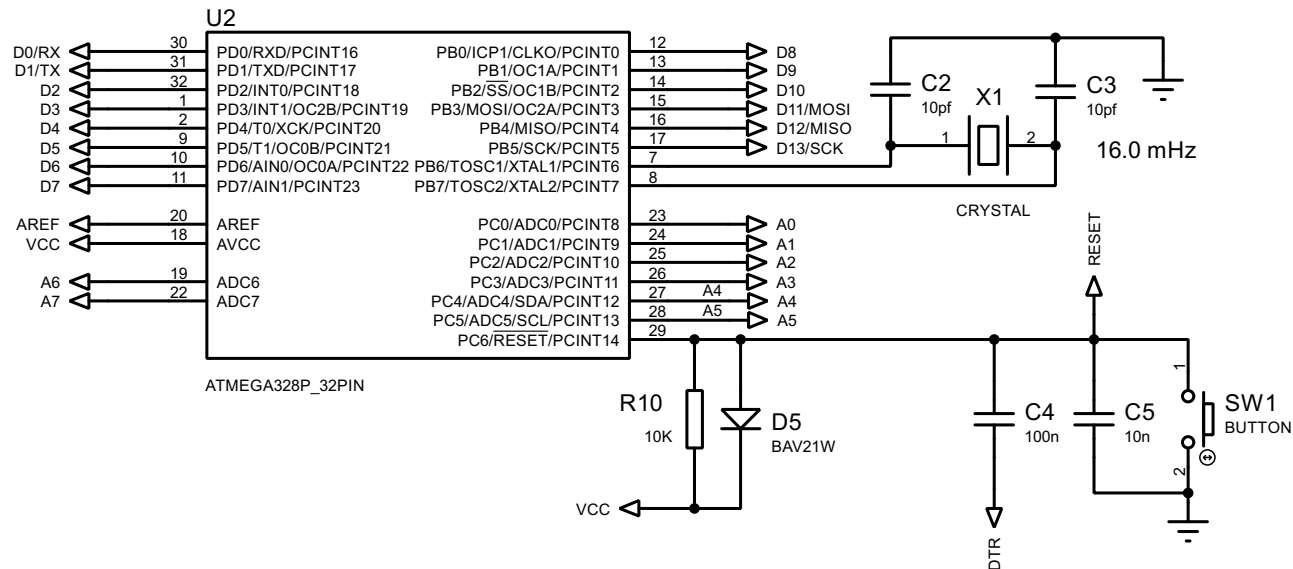 U2
D0/RX 30 PD0/RXD/PCINT16 PB0/ICP1/CLKO/PCINT0 12 D8
D1/TX 31 PD1/TXD/PCINT17 PB1/OC1A/PCINT1 13 D9
D2 32 PD2/INT0/PCINT18 PB2/SS/OC1B/PCINT2 14 D10
D3 1 PD3/INT1/OC2B/PCINT19 PB3/MOSI/OC2A/PCINT3 15 D11/MOSI
D4 2 PD4/T0/XCK/PCINT20 PB4/MISO/PCINT4 16 D12/MISO
D5 9 PD5/T1/OC0B/PCINT21 PB5/SCK/PCINT5 17 D13/SCK
D6 10 PD6/AIN0/OC0A/PCINT22 PB6/TOSC1/XTAL1/PCINT6 7
D7 11 PD7/AIN1/PCINT23 PB7/TOSC2/XTAL2/PCINT7 8
AREF 20 AREF PC0/ADC0/PCINT8 23 A0
VCC 18 AVCC PC1/ADC1/PCINT9 24 A1
PC2/ADC2/PCINT10 25 A2
A6 19 ADC6 PC3/ADC3/PCINT11 26 A3
A7 22 ADC7 PC4/ADC4/SDA/PCINT12 27 A4 A4
PC5/ADC5/SCL/PCINT13 28 A5 A5
PC6/RESET/PCINT14 29
ATMEGA328P_32PIN
C2
10pf
X1
1 2
CRYSTAL
C3
10pf
16.0 mHz
RESET
R10
10K
D5
BAV21W
VCC
C4
100n
DTR
C5
10n
1
SW1
BUTTON
2